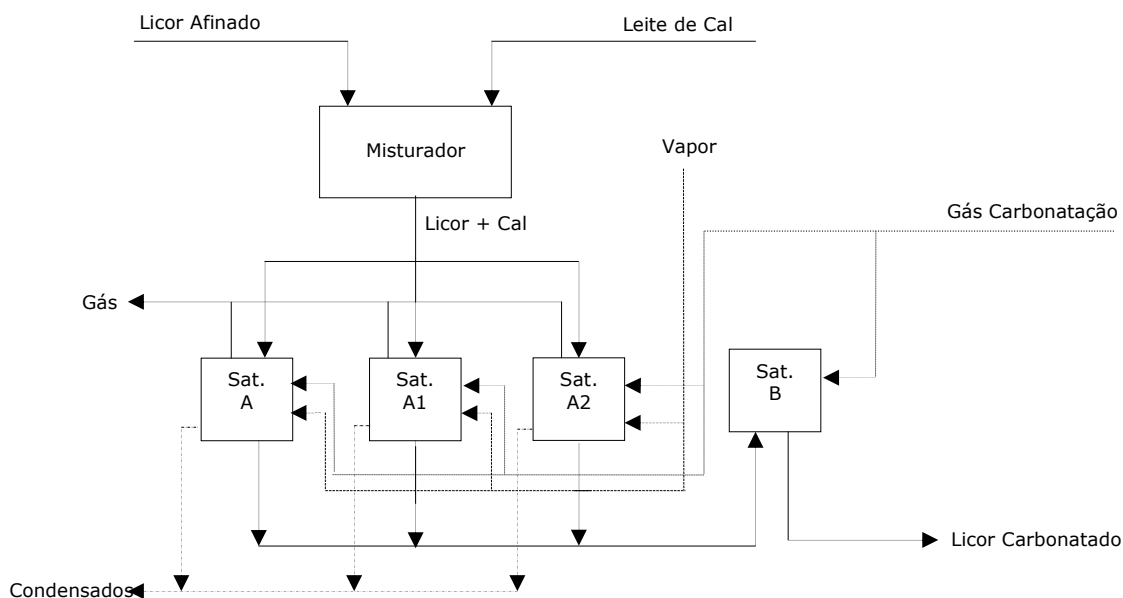 Licor Afinado
Leite de Cal
Misturador
Vapor
Licor + Cal
Gás Carbonatação
Gás
Sat.
A
Sat.
A1
Sat.
A2
Sat.
B
Licor Carbonatado
Condensados